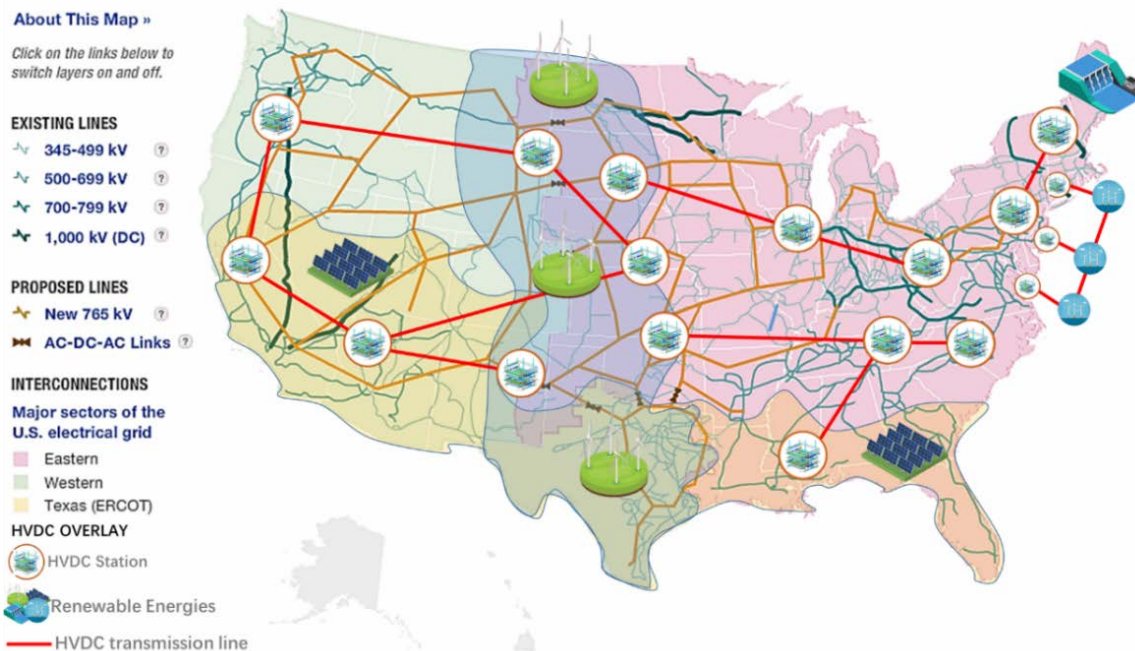 About This Map »
Click on the links below to
switch layers on and off.
EXISTING LINES
345-499 kV ?
500-699 kV ?
700-799 kV ?
1,000 kV (DC) ?
PROPOSED LINES
New 765 kV ?
AC-DC-AC Links ?
INTERCONNECTIONS
Major sectors of the
U.S. electrical grid
Eastern
Western
Texas (ERCOT)
HVDC OVERLAY
HVDC Station
Renewable Energies
HVDC transmission line